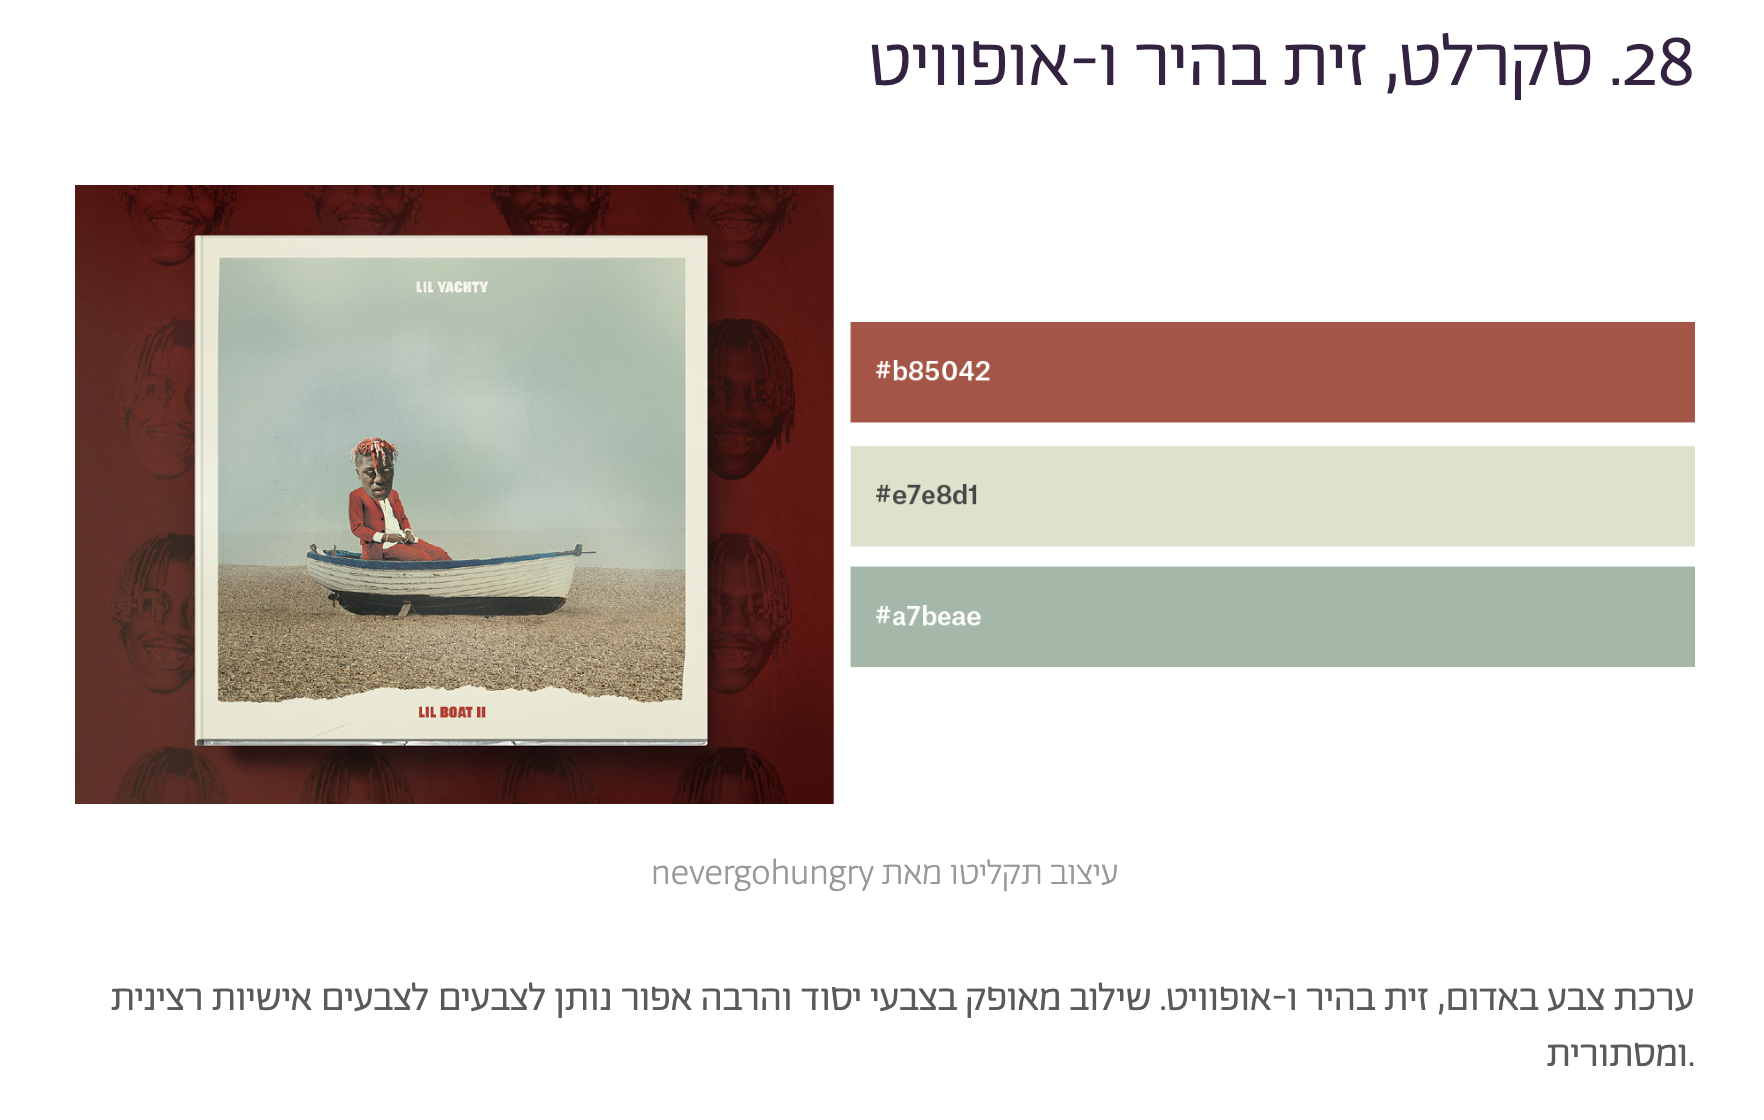 28. סקרלט, זית בהיר ו-אופוויט
LIL YACHTY
LIL BOAT II
#b85042
#e7e8d1
#a7beae
עיצוב תקליטו מאת nevergohungry
ערכת צבע באדום, זית בהיר ו-אופוויט. שילוב מאופק בצבעי יסוד והרבה אפור נותן לצבעים לצבעים אישיות רצינית
ומסתורית.